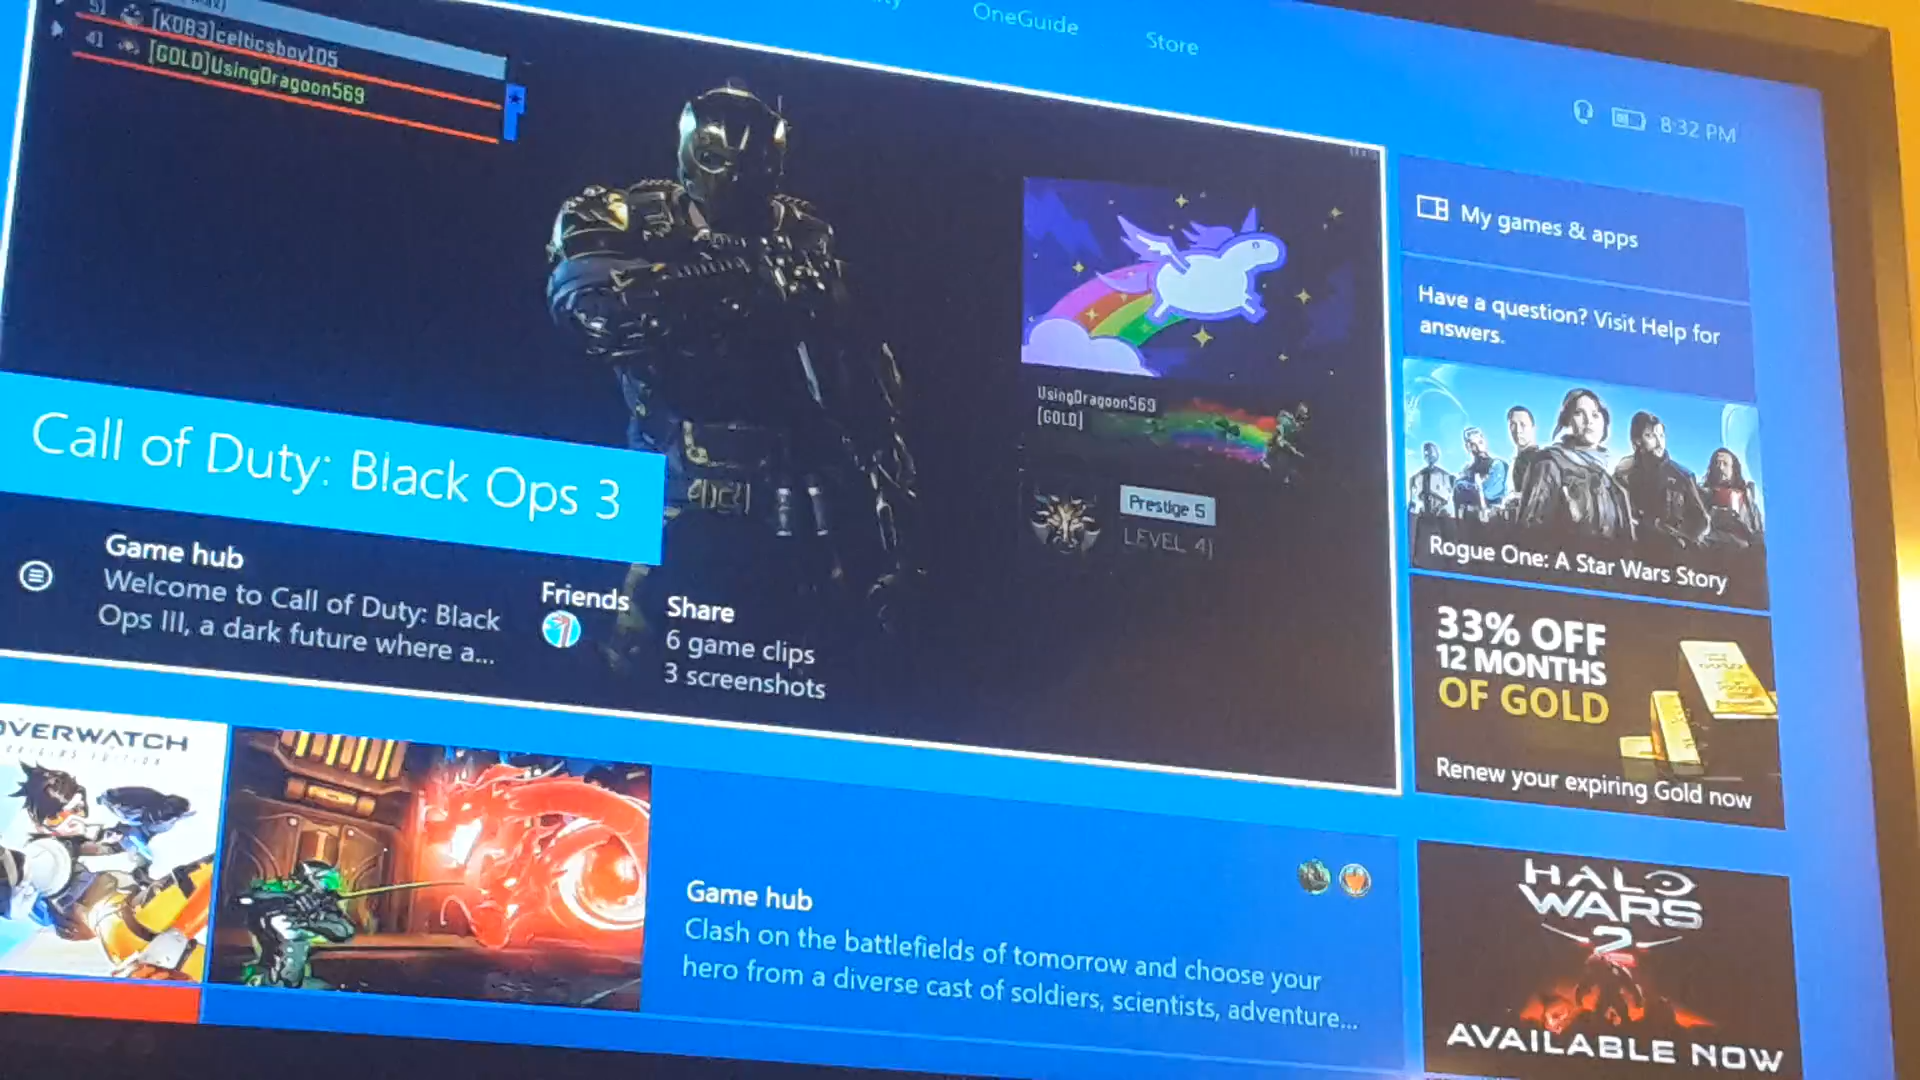 OneGuide
Store
51 [KOB3]celticsboy105
41 [GOLD]UsingDragoon569
8:32 PM
My games & apps
Have a question? Visit Help for
answers.
UsingDragoon569
[GOLD]
Prestige 5
LEVEL 41
Call of Duty: Black Ops 3
Game hub
Welcome to Call of Duty: Black
Ops III, a dark future where a...
Friends
Share
6 game clips
3 screenshots
Rogue One: A Star Wars Story
33% OFF
12 MONTHS
OF GOLD
Renew your expiring Gold now
OVERWATCH
ORIGINS EDITION
Game hub
Clash on the battlefields of tomorrow and choose your
hero from a diverse cast of soldiers, scientists, adventure...
HALO
WARS
2
AVAILABLE NOW